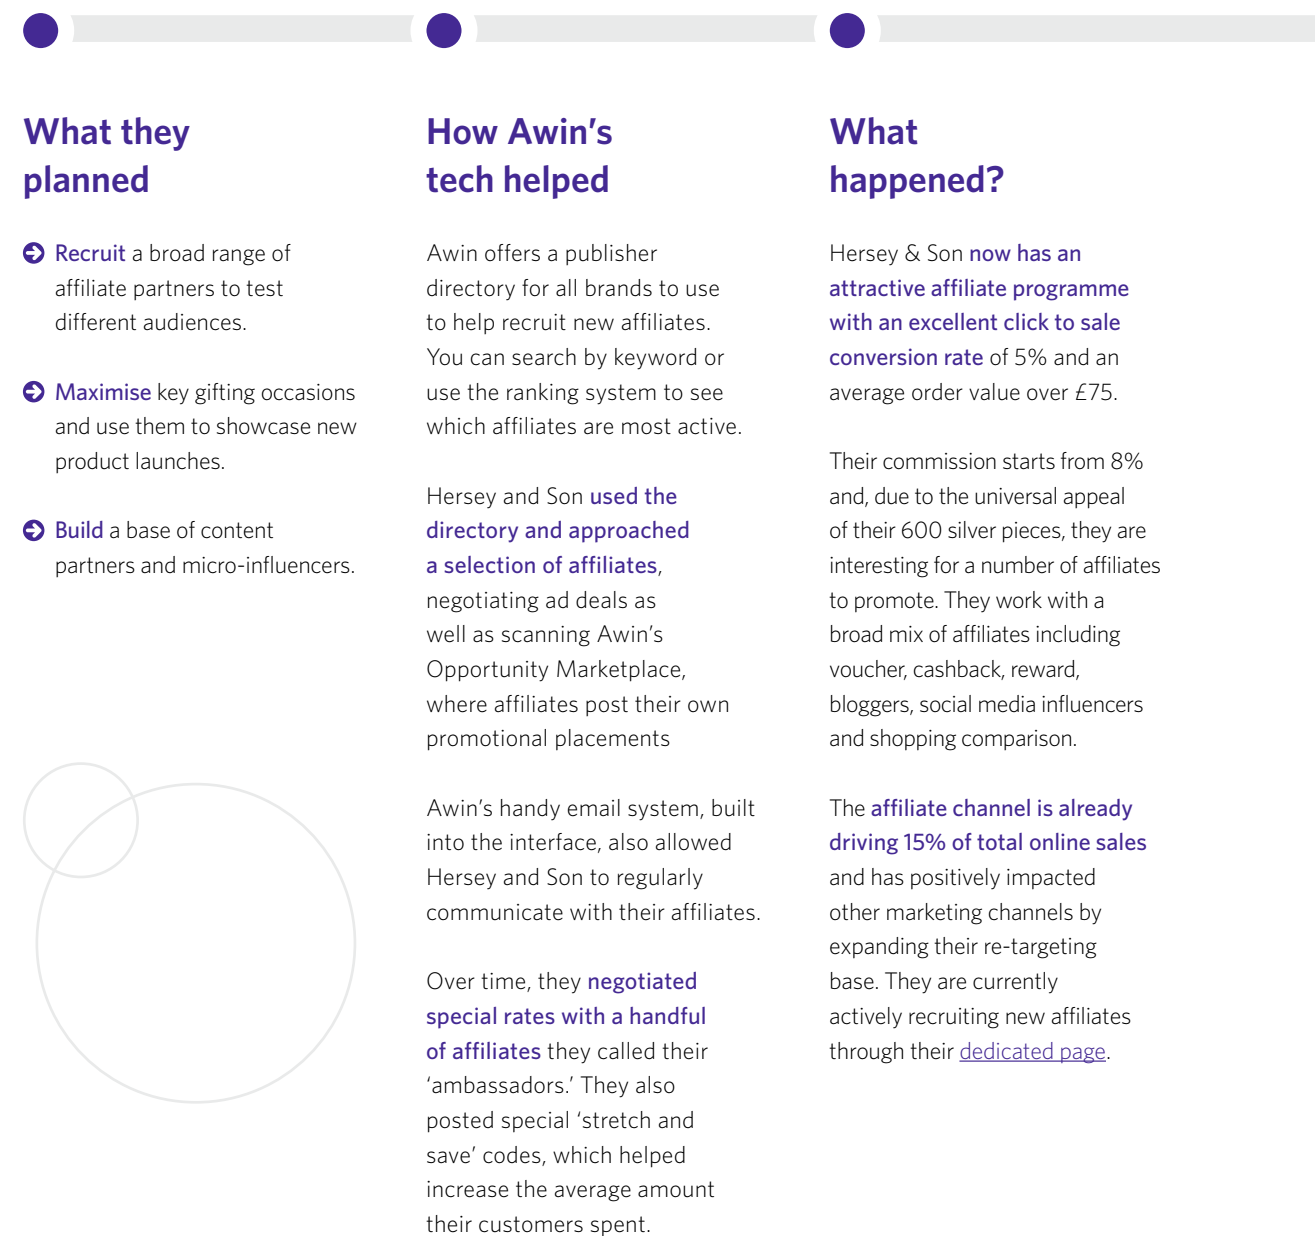 What they
planned
Recruit a broad range of
affiliate partners to test
different audiences.
Maximise key gifting occasions
and use them to showcase new
product launches.
Build a base of content
partners and micro-influencers.
How Awin’s
tech helped
Awin offers a publisher
directory for all brands to use
to help recruit new affiliates.
You can search by keyword or
use the ranking system to see
which affiliates are most active.
Hersey and Son used the
directory and approached
a selection of affiliates,
negotiating ad deals as
well as scanning Awin’s
Opportunity Marketplace,
where affiliates post their own
promotional placements
Awin’s handy email system, built
into the interface, also allowed
Hersey and Son to regularly
communicate with their affiliates.
Over time, they negotiated
special rates with a handful
of affiliates they called their
‘ambassadors.’ They also
posted special ‘stretch and
save’ codes, which helped
increase the average amount
their customers spent.
What
happened?
Hersey & Son now has an
attractive affiliate programme
with an excellent click to sale
conversion rate of 5% and an
average order value over £75.
Their commission starts from 8%
and, due to the universal appeal
of their 600 silver pieces, they are
interesting for a number of affiliates
to promote. They work with a
broad mix of affiliates including
voucher, cashback, reward,
bloggers, social media influencers
and shopping comparison.
The affiliate channel is already
driving 15% of total online sales
and has positively impacted
other marketing channels by
expanding their re-targeting
base. They are currently
actively recruiting new affiliates
through their dedicated page.